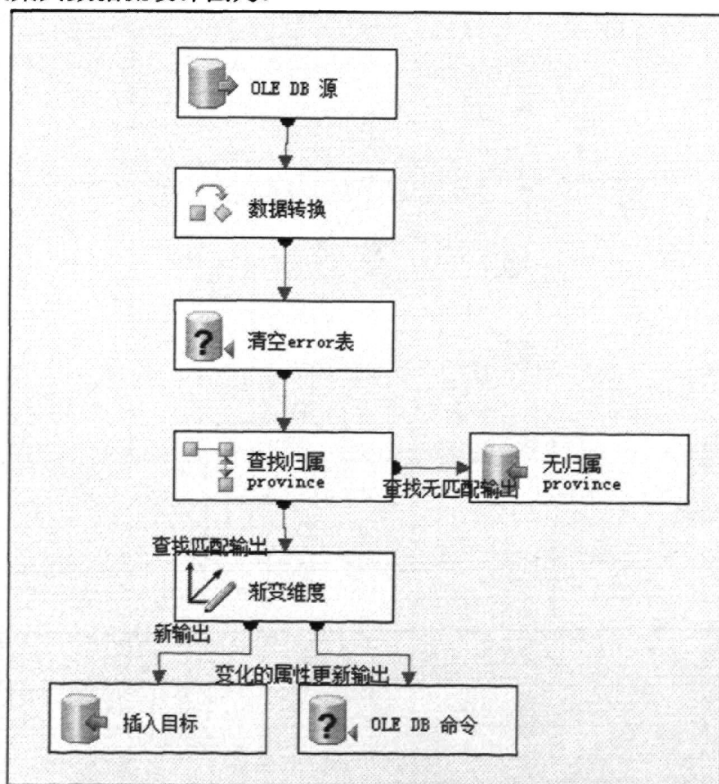 OLE DB 源
数据转换
清空error表
查找归属
province
查找无匹配输出
无归属
province
查找匹配输出
渐变维度
新输出
变化的属性更新输出
插入目标
OLE DB 命令